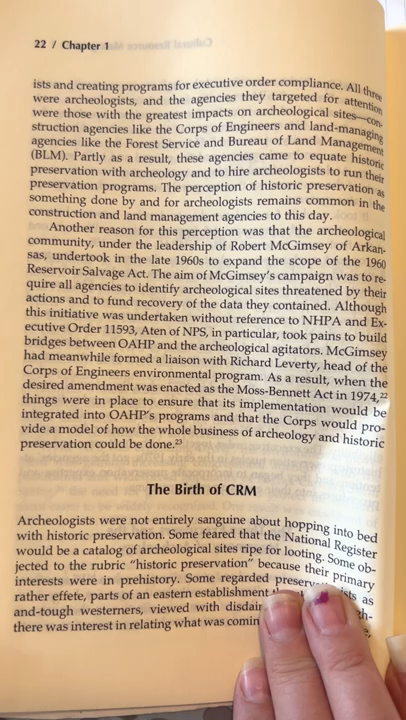 22 / Chapter 1
ists and creating programs for executive order compliance. All three
were archeologists, and the agencies they targeted for attention
were those with the greatest impacts on archeological sites—con-
struction agencies like the Corps of Engineers and land-managing
agencies like the Forest Service and Bureau of Land Management
(BLM). Partly as a result, these agencies came to equate historic
preservation with archeology and to hire archeologists to run their
preservation programs. The perception of historic preservation as
something done by and for archeologists remains common in the
construction and land management agencies to this day.
Another reason for this perception was that the archeological
community, under the leadership of Robert McGimsey of Arkan-
sas, undertook in the late 1960s to expand the scope of the 1960
Reservoir Salvage Act. The aim of McGimsey's campaign was to re-
quire all agencies to identify archeological sites threatened by their
actions and to fund recovery of the data they contained. Although
this initiative was undertaken without reference to NHPA and Ex-
ecutive Order 11593, Aten of NPS, in particular, took pains to build
bridges between OAHP and the archeological agitators. McGimsey
had meanwhile formed a liaison with Richard Leverty, head of the
Corps of Engineers environmental program. As a result, when the
desired amendment was enacted as the Moss-Bennett Act in 1974,²²
things were in place to ensure that its implementation would be
integrated into OAHP's programs and that the Corps would pro-
vide a model of how the whole business of archeology and historic
preservation could be done.²³
The Birth of CRM
Archeologists were not entirely sanguine about hopping into bed
with historic preservation. Some feared that the National Register
would be a catalog of archeological sites ripe for looting. Some ob-
jected to the rubric "historic preservation" because their primary
interests were in prehistory. Some regarded ists as
rather effete, parts of an eastern establishment
and-tough westerners, viewed with
there was interest in relating what was